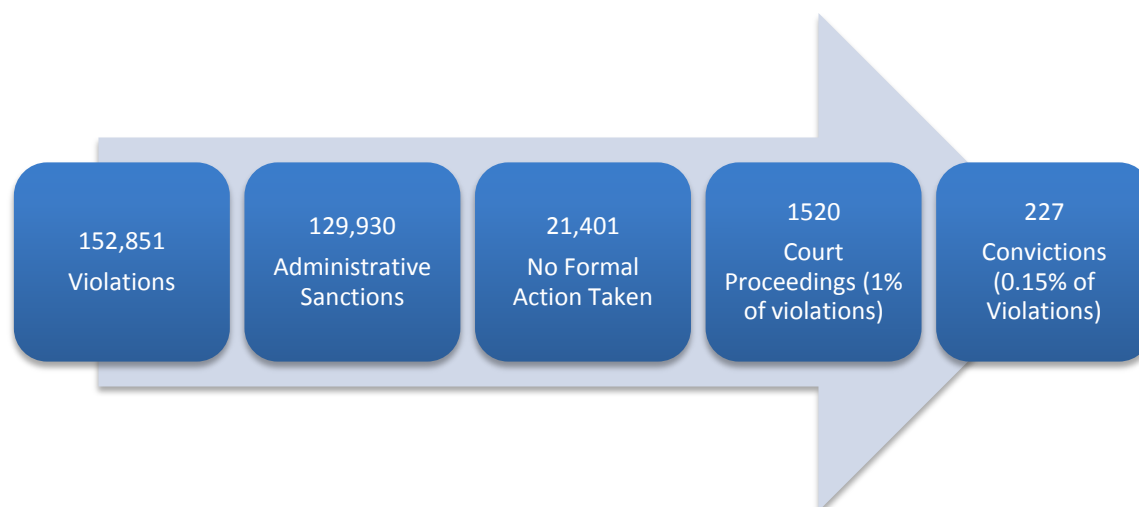 152,851
Violations
129,930
Administrative
Sanctions
21,401
No Formal
Action Taken
1520
Court
Proceedings (1%
of violations)
227
Convictions
(0.15% of
Violations)